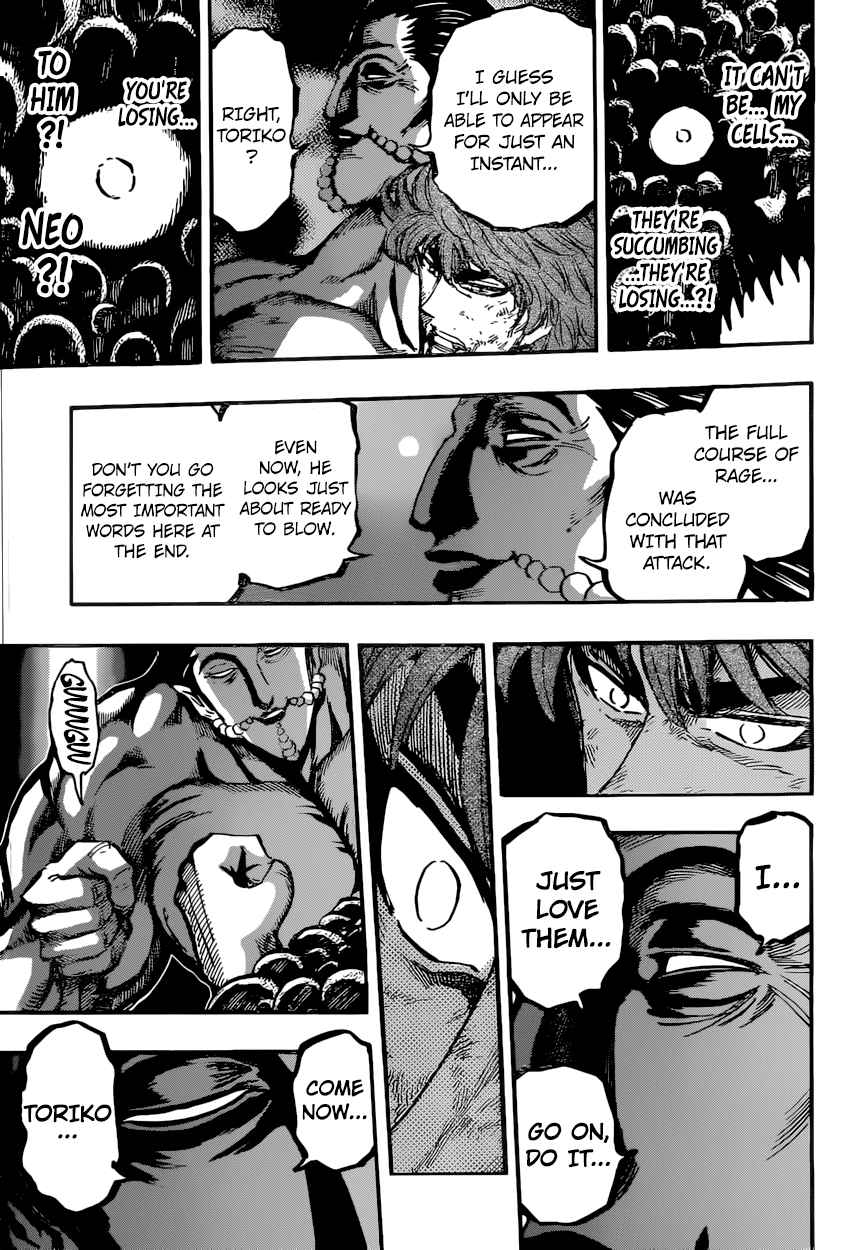 IT CAN'T
BE... MY
CELLS...
THEY'RE
SUCCUMBING
...THEY'RE
LOSING...?!
I GUESS
I'LL ONLY BE
ABLE TO APPEAR
FOR JUST AN
INSTANT...
RIGHT,
TORIKO
?
YOU'RE
LOSING...
TO
HIM
?!
NEO
?!
THE FULL
COURSE OF
RAGE...
WAS
CONCLUDED
WITH THAT
ATTACK.
EVEN
NOW, HE
LOOKS JUST
ABOUT READY
TO BLOW.
DON'T YOU GO
FORGETTING THE
MOST IMPORTANT
WORDS HERE AT
THE END.
I...
JUST
LOVE
THEM...
GO ON,
DO IT...
COME
NOW...
TORIKO
...